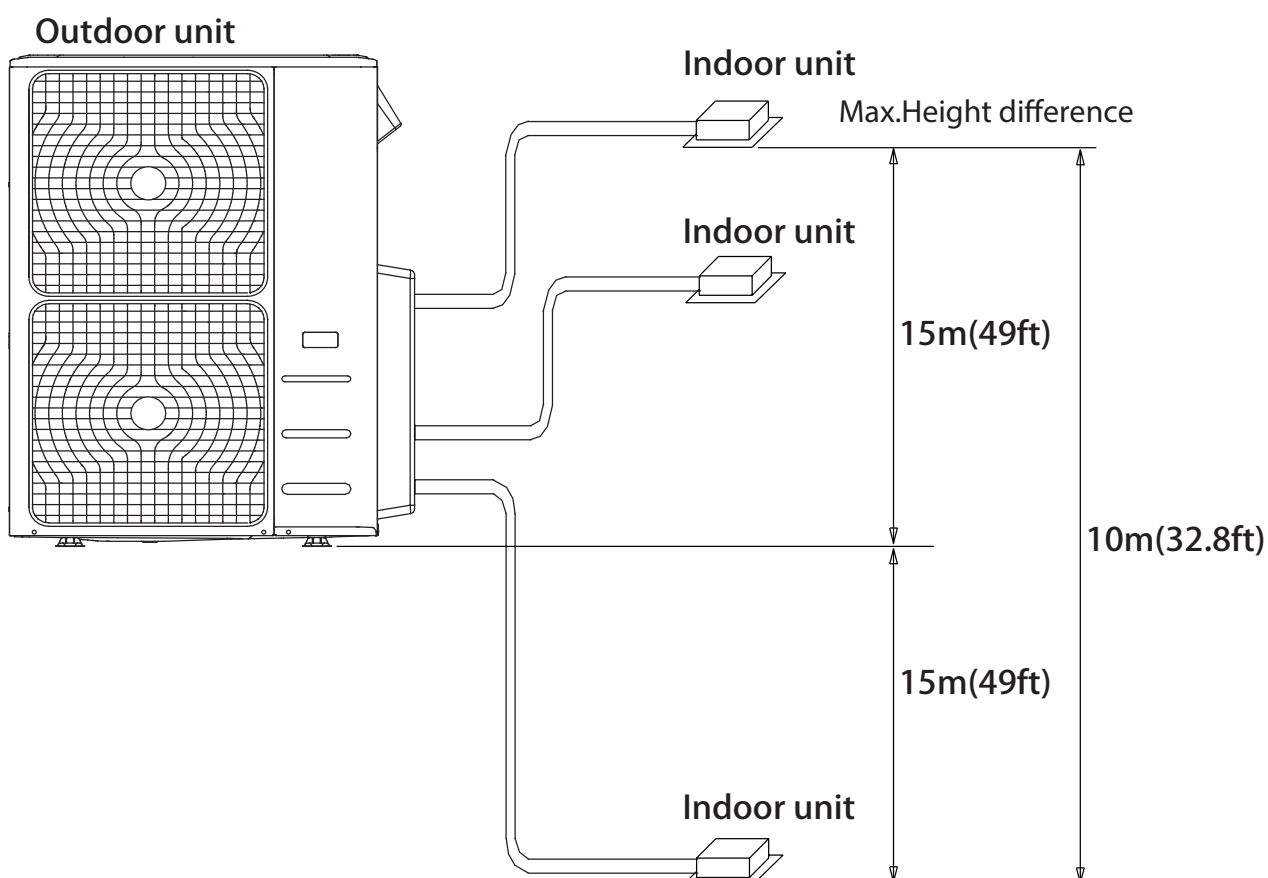 Outdoor unit
Indoor unit
Max.Height difference
Indoor unit
15m(49ft)
10m(32.8ft)
15m(49ft)
Indoor unit